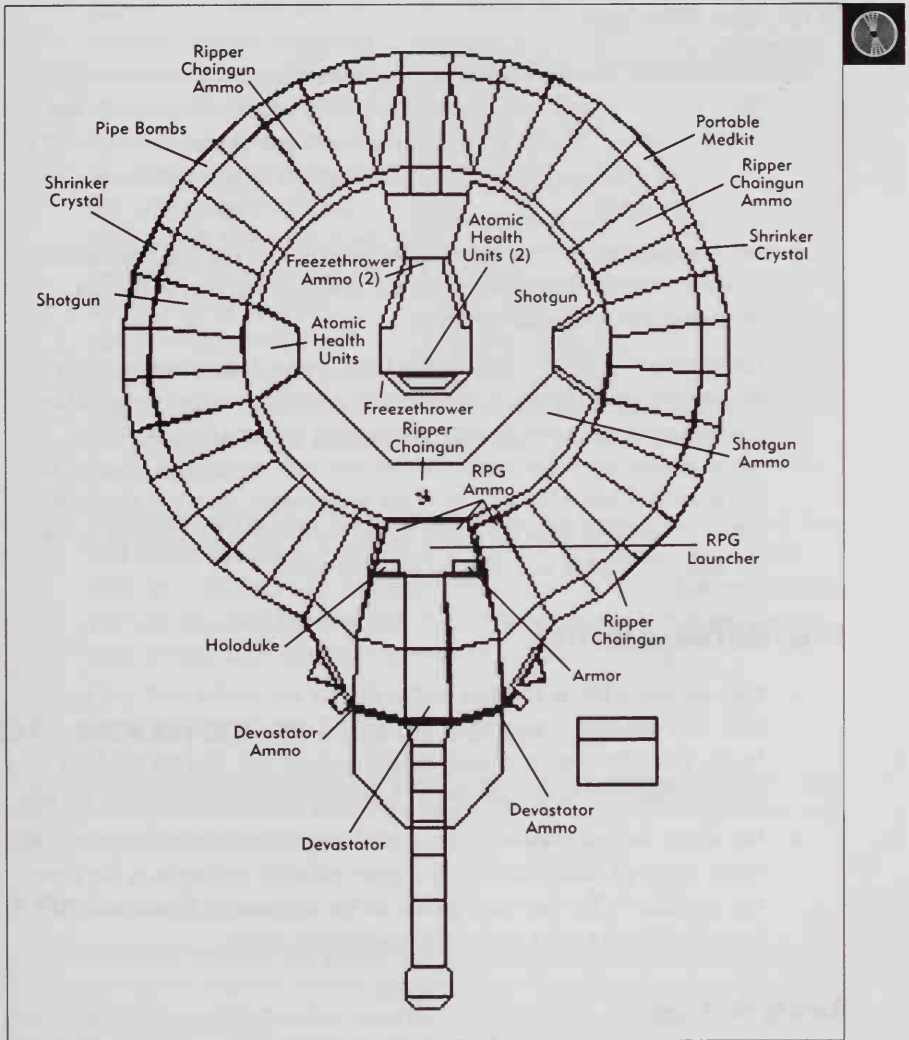 Ripper
Chaingun
Ammo
Pipe Bombs
Portable
Medkit
Shrinker
Crystal
Ripper
Chaingun
Ammo
Atomic
Health
Units (2)
Shrinker
Crystal
Freezethrower
Ammo (2)
Shotgun
Shotgun
Atomic
Health
Units
Freezethrower
Ripper
Chaingun
Shotgun
Ammo
RPG
Ammo
RPG
Launcher
Ripper
Chaingun
Holoduke
Armor
Devastator
Ammo
Devastator
Ammo
Devastator